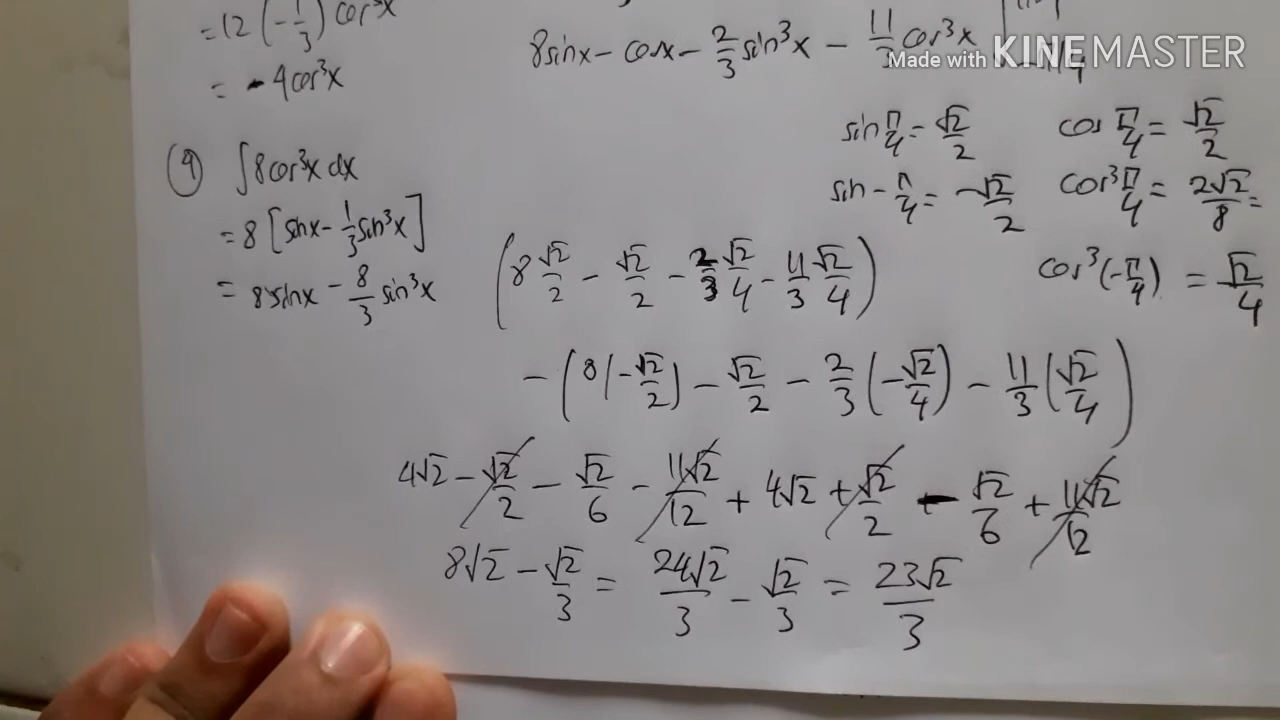 = 12 (-1/3) cos³x
= -4cos³x
8sinx - cosx - 2/3 sin³x - 11/3 cos³x |
Made with KINEMASTER
④ ∫8cos³x dx
= 8 [sinx - 1/3 sin³x]
= 8sinx - 8/3 sin³x
sin π/4 = √2/2 cos π/4 = √2/2
sin - π/4 = -√2/2 cos³ π/4 = 2√2/8 =
cos³(-π/4) = √2/4
(8 √2/2 - √2/2 - 2/3 √2/4 - 11/3 √2/4)
- (8(-√2/2) - √2/2 - 2/3 (-√2/4) - 11/3 (√2/4))
4√2 - √2/2 - √2/6 - 11√2/12 + 4√2 + √2/2 - √2/6 + 11√2/12
8√2 - √2/3 = 24√2/3 - √2/3 = 23√2/3